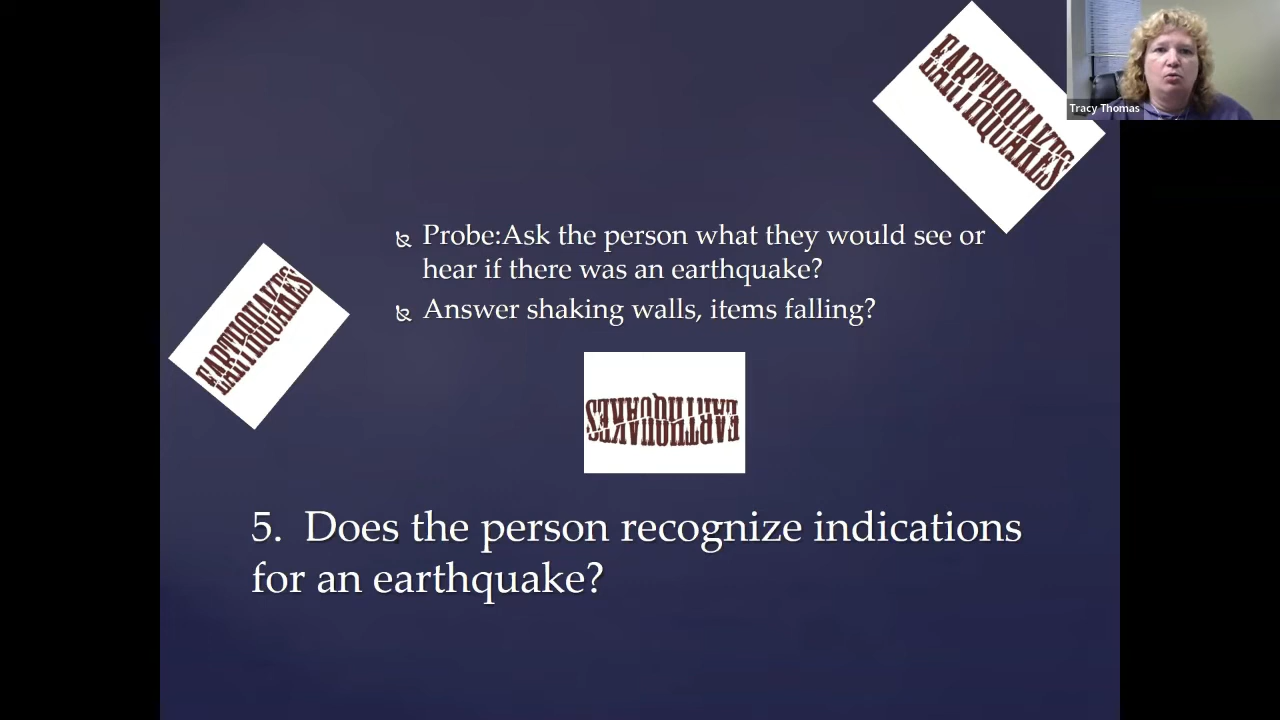 EARTHQUAKES
Tracy Thomas
Probe:Ask the person what they would see or
hear if there was an earthquake?
Answer shaking walls, items falling?
EARTHQUAKES
EARTHQUAKES
5. Does the person recognize indications
for an earthquake?